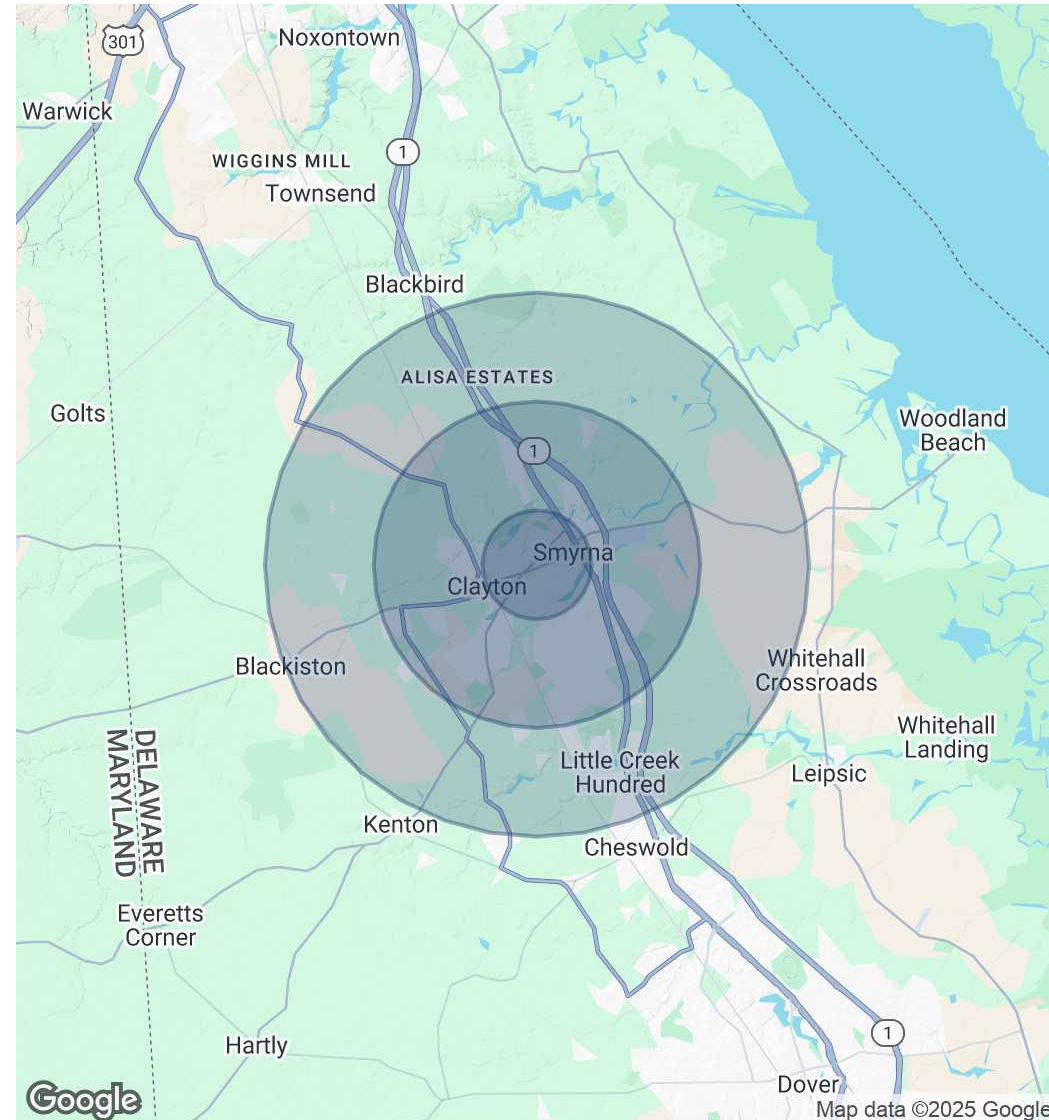 301
Noxontown
Warwick
1
WIGGINS MILL
Townsend
Blackbird
ALISA ESTATES
Golts
Woodland
Beach
1
Smyrna
Clayton
Blackiston
Whitehall
Crossroads
Whitehall
Landing
DELAWARE
MARYLAND
Little Creek
Hundred
Leipsic
Kenton
Cheswold
Everetts
Corner
1
Hartly
Dover
Google
Map data ©2025 Google